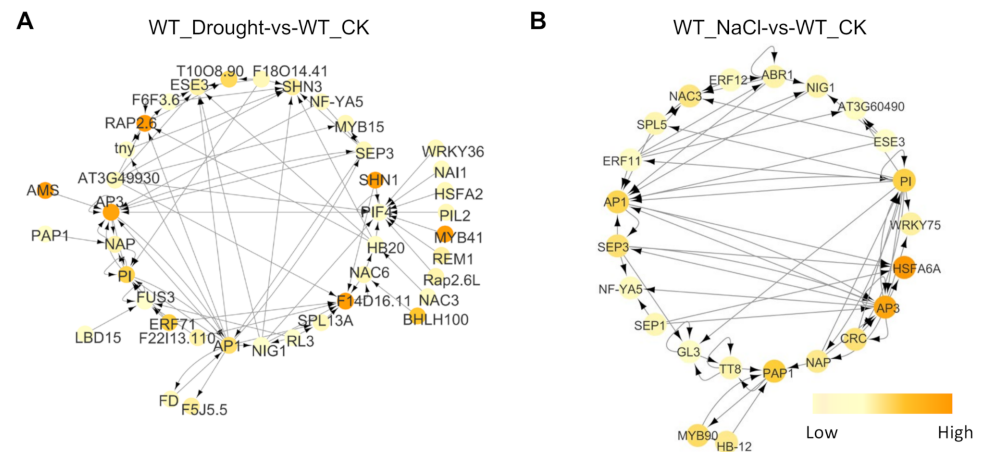 A
WT_Drought-vs-WT_CK
T10O8.90
F18O14.41
ESE3
SHN3
F6F3.6
NF-YA5
RAP2.6
MYB15
tny
SEP3
WRKY36
AT3G49930
SHN1
NAI1
AMS
HSFA2
AP3
PIF4
PIL2
PAP1
NAP
MYB41
HB20
REM1
PI
NAC6
Rap2.6L
FUS3
F14D16.11
NAC3
ERF71
SPL13A
BHLH100
LBD15
F22I13.110
RL3
AP1
NIG1
FD
F5J5.5
B
WT_NaCl-vs-WT_CK
ERF12
ABR1
NIG1
NAC3
AT3G60490
SPL5
ESE3
ERF11
PI
AP1
WRKY75
SEP3
HSFA6A
NF-YA5
AP3
SEP1
CRC
GL3
NAP
TT8
PAP1
MYB90
HB-12
Low
High